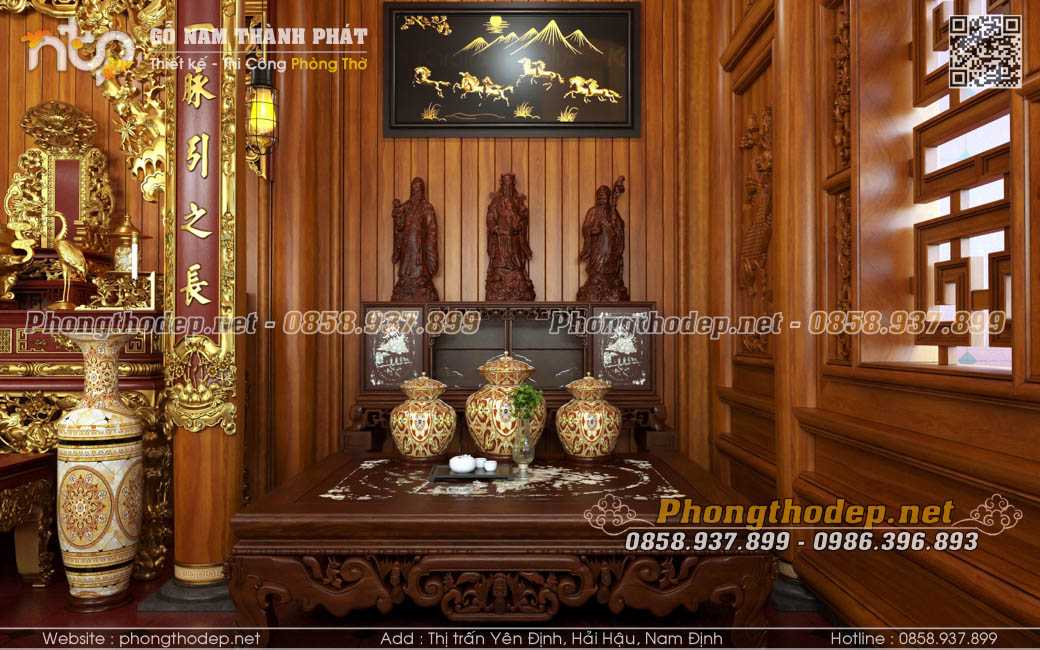 ntp GỖ NAM THÀNH PHÁT
Thiết kế - Thi Công Phòng Thờ
脉
引
之
長
Phongthodep.net - 0858.937.899
Phongthodep.net - 0858.937.899
Phongthodep.net
0858.937.899 - 0986.396.893
Website : phongthodep.net
Add : Thị trấn Yên Định, Hải Hậu, Nam Định
Hotline : 0858.937.899